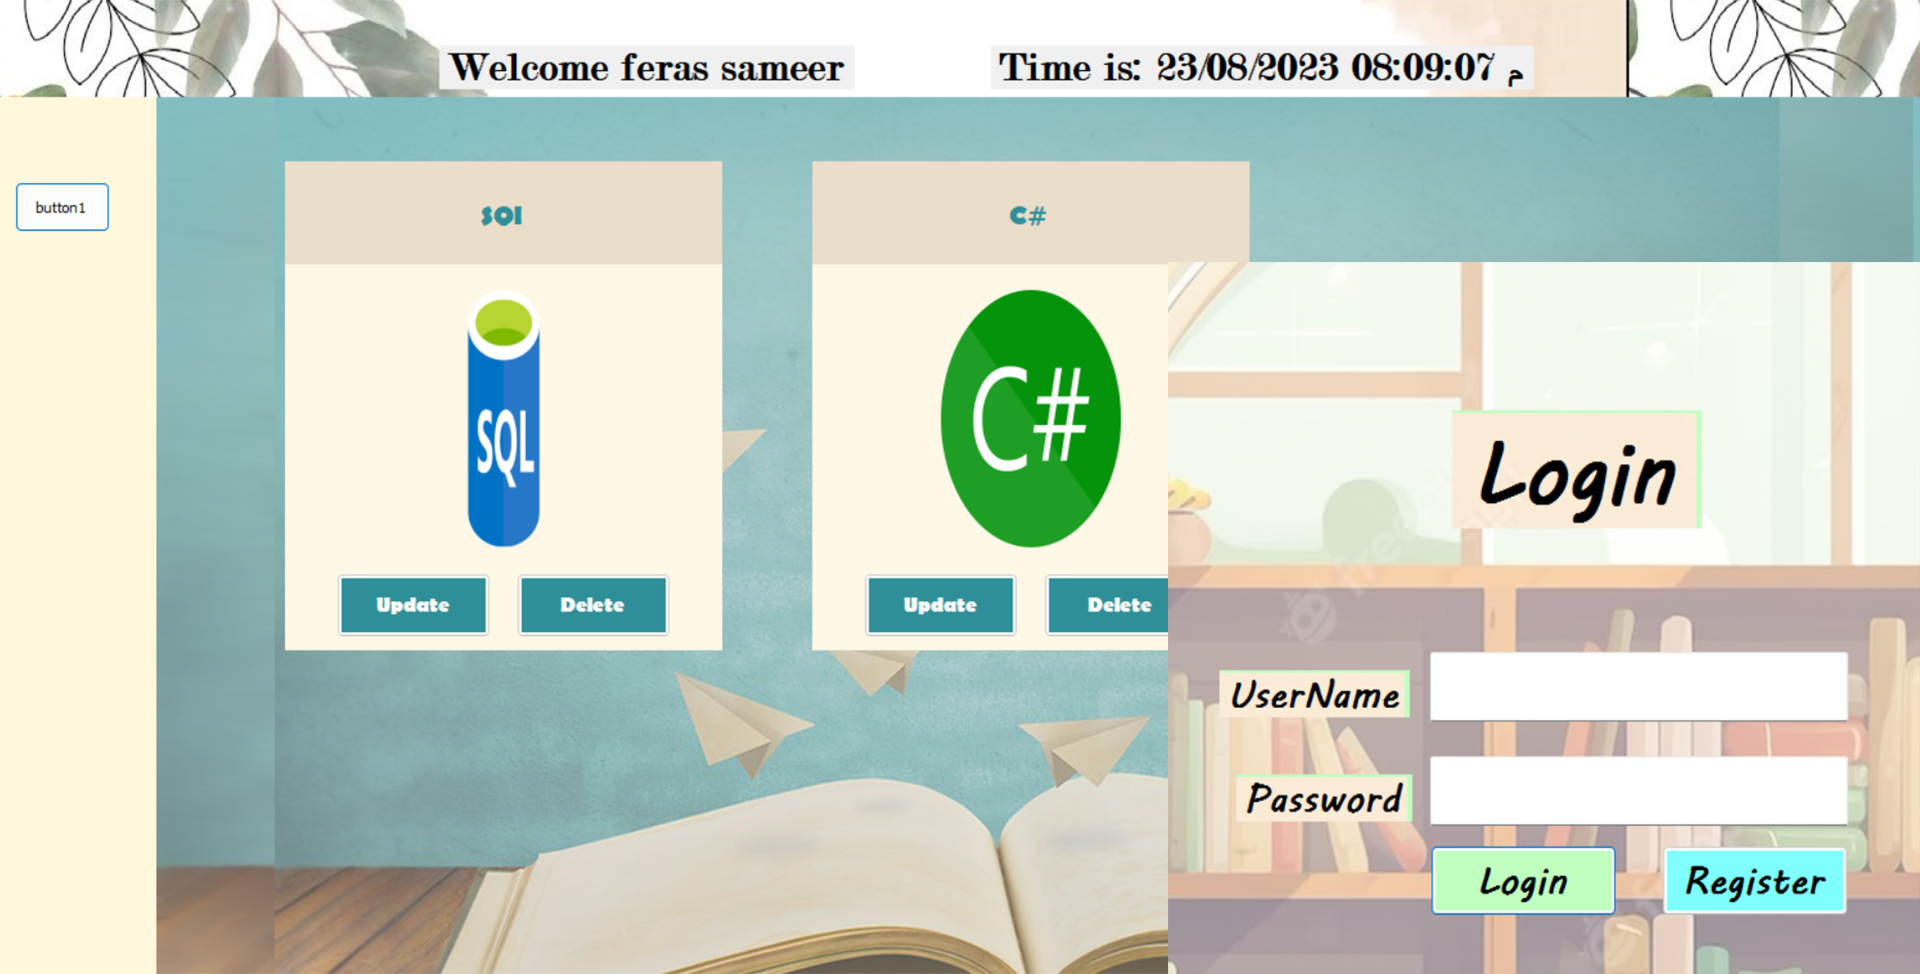 Welcome feras sameer
Time is: 23/08/2023 08:09:07 م
button1
SQl
C#
SQL
C#
Update
Delete
Update
Delete
Login
UserName
Password
Login
Register